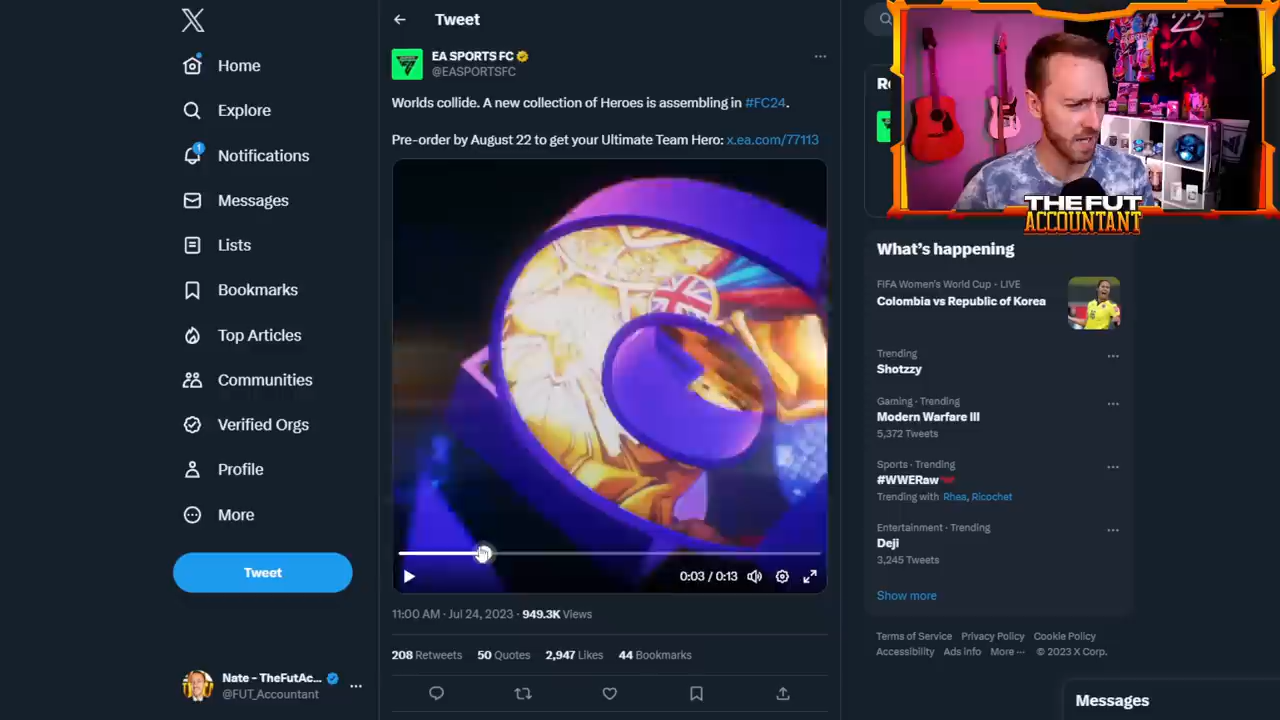 Home
Explore
1
Notifications
Messages
Lists
Bookmarks
Top Articles
Communities
Verified Orgs
Profile
More
Tweet
Nate - TheFutAc...
@FUT_Accountant
Tweet
EA SPORTS FC
@EASPORTSFC
Worlds collide. A new collection of Heroes is assembling in #FC24.
Pre-order by August 22 to get your Ultimate Team Hero: x.ea.com/77113
0:03 / 0:13
11:00 AM · Jul 24, 2023 · 949.3K Views
208 Retweets 50 Quotes 2,947 Likes 44 Bookmarks
THE FUT
ACCOUNTANT
What's happening
FIFA Women's World Cup · LIVE
Colombia vs Republic of Korea
Trending
Shotzzy
Gaming · Trending
Modern Warfare III
5,372 Tweets
Sports · Trending
#WWERaw
Trending with Rhea, Ricochet
Entertainment · Trending
Deji
3,245 Tweets
Show more
Terms of Service Privacy Policy Cookie Policy
Accessibility Ads info More ··· © 2023 X Corp.
Messages